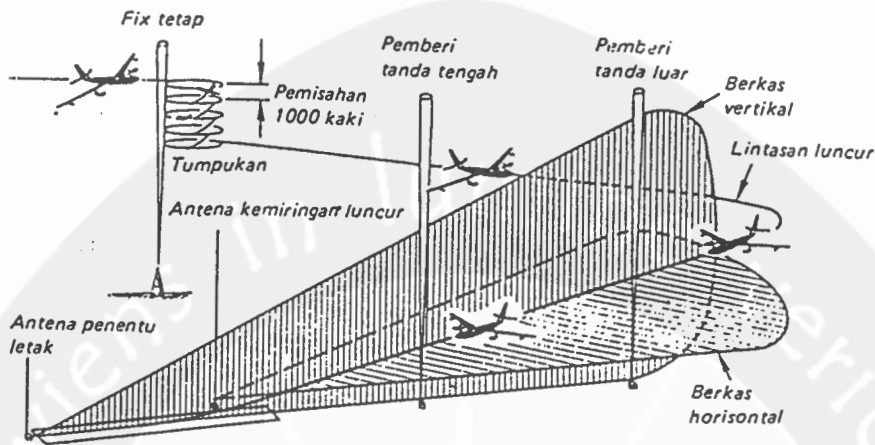 Fix tetap
Pemberi
tanda tengah
Pemberi
tanda luar
Berkas
vertikal
Pemisahan
1000 kaki
Lintasan luncur
Tumpukan
Antena kemiringan luncur
Antena penentu
letak
Berkas
horisontal